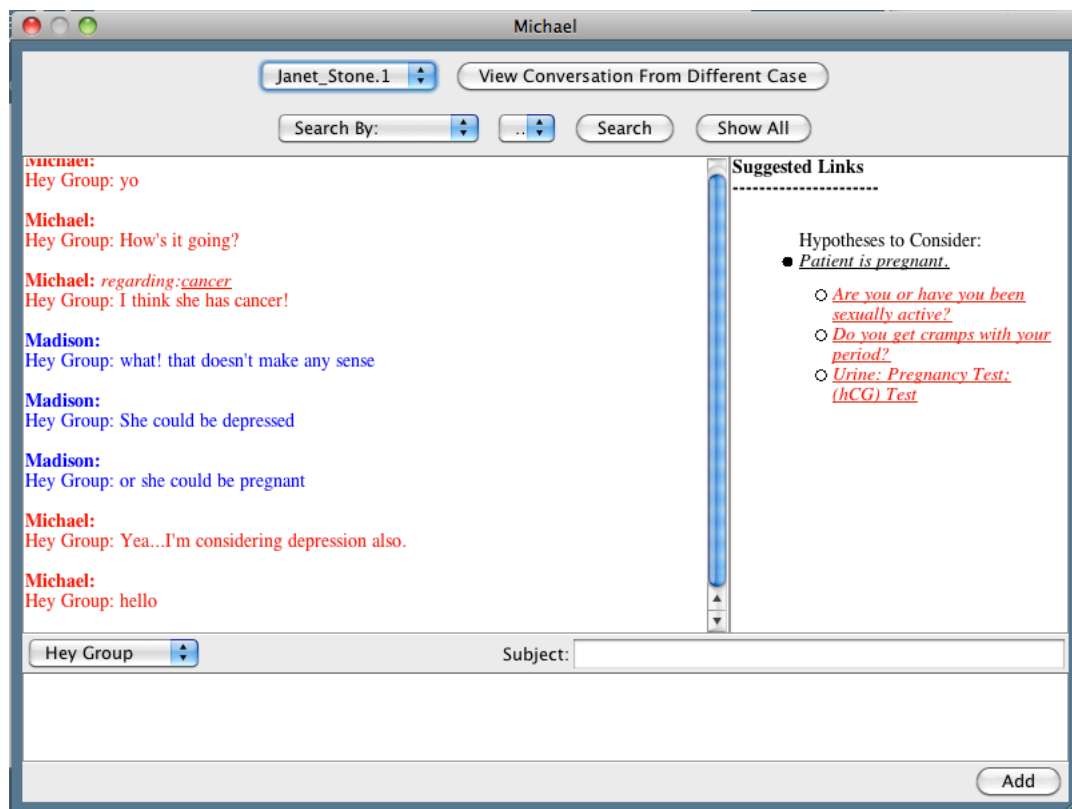 Michael
Janet_Stone.1
View Conversation From Different Case
Search By:
..
Search
Show All
Michael:
Hey Group: yo
Michael:
Hey Group: How's it going?
Michael: regarding:cancer
Hey Group: I think she has cancer!
Madison:
Hey Group: what! that doesn't make any sense
Madison:
Hey Group: She could be depressed
Madison:
Hey Group: or she could be pregnant
Michael:
Hey Group: Yea...I'm considering depression also.
Michael:
Hey Group: hello
Suggested Links
----------------------
Hypotheses to Consider:
Patient is pregnant.
Are you or have you been
sexually active?
Do you get cramps with your
period?
Urine: Pregnancy Test;
(hCG) Test
Hey Group
Subject:
Add